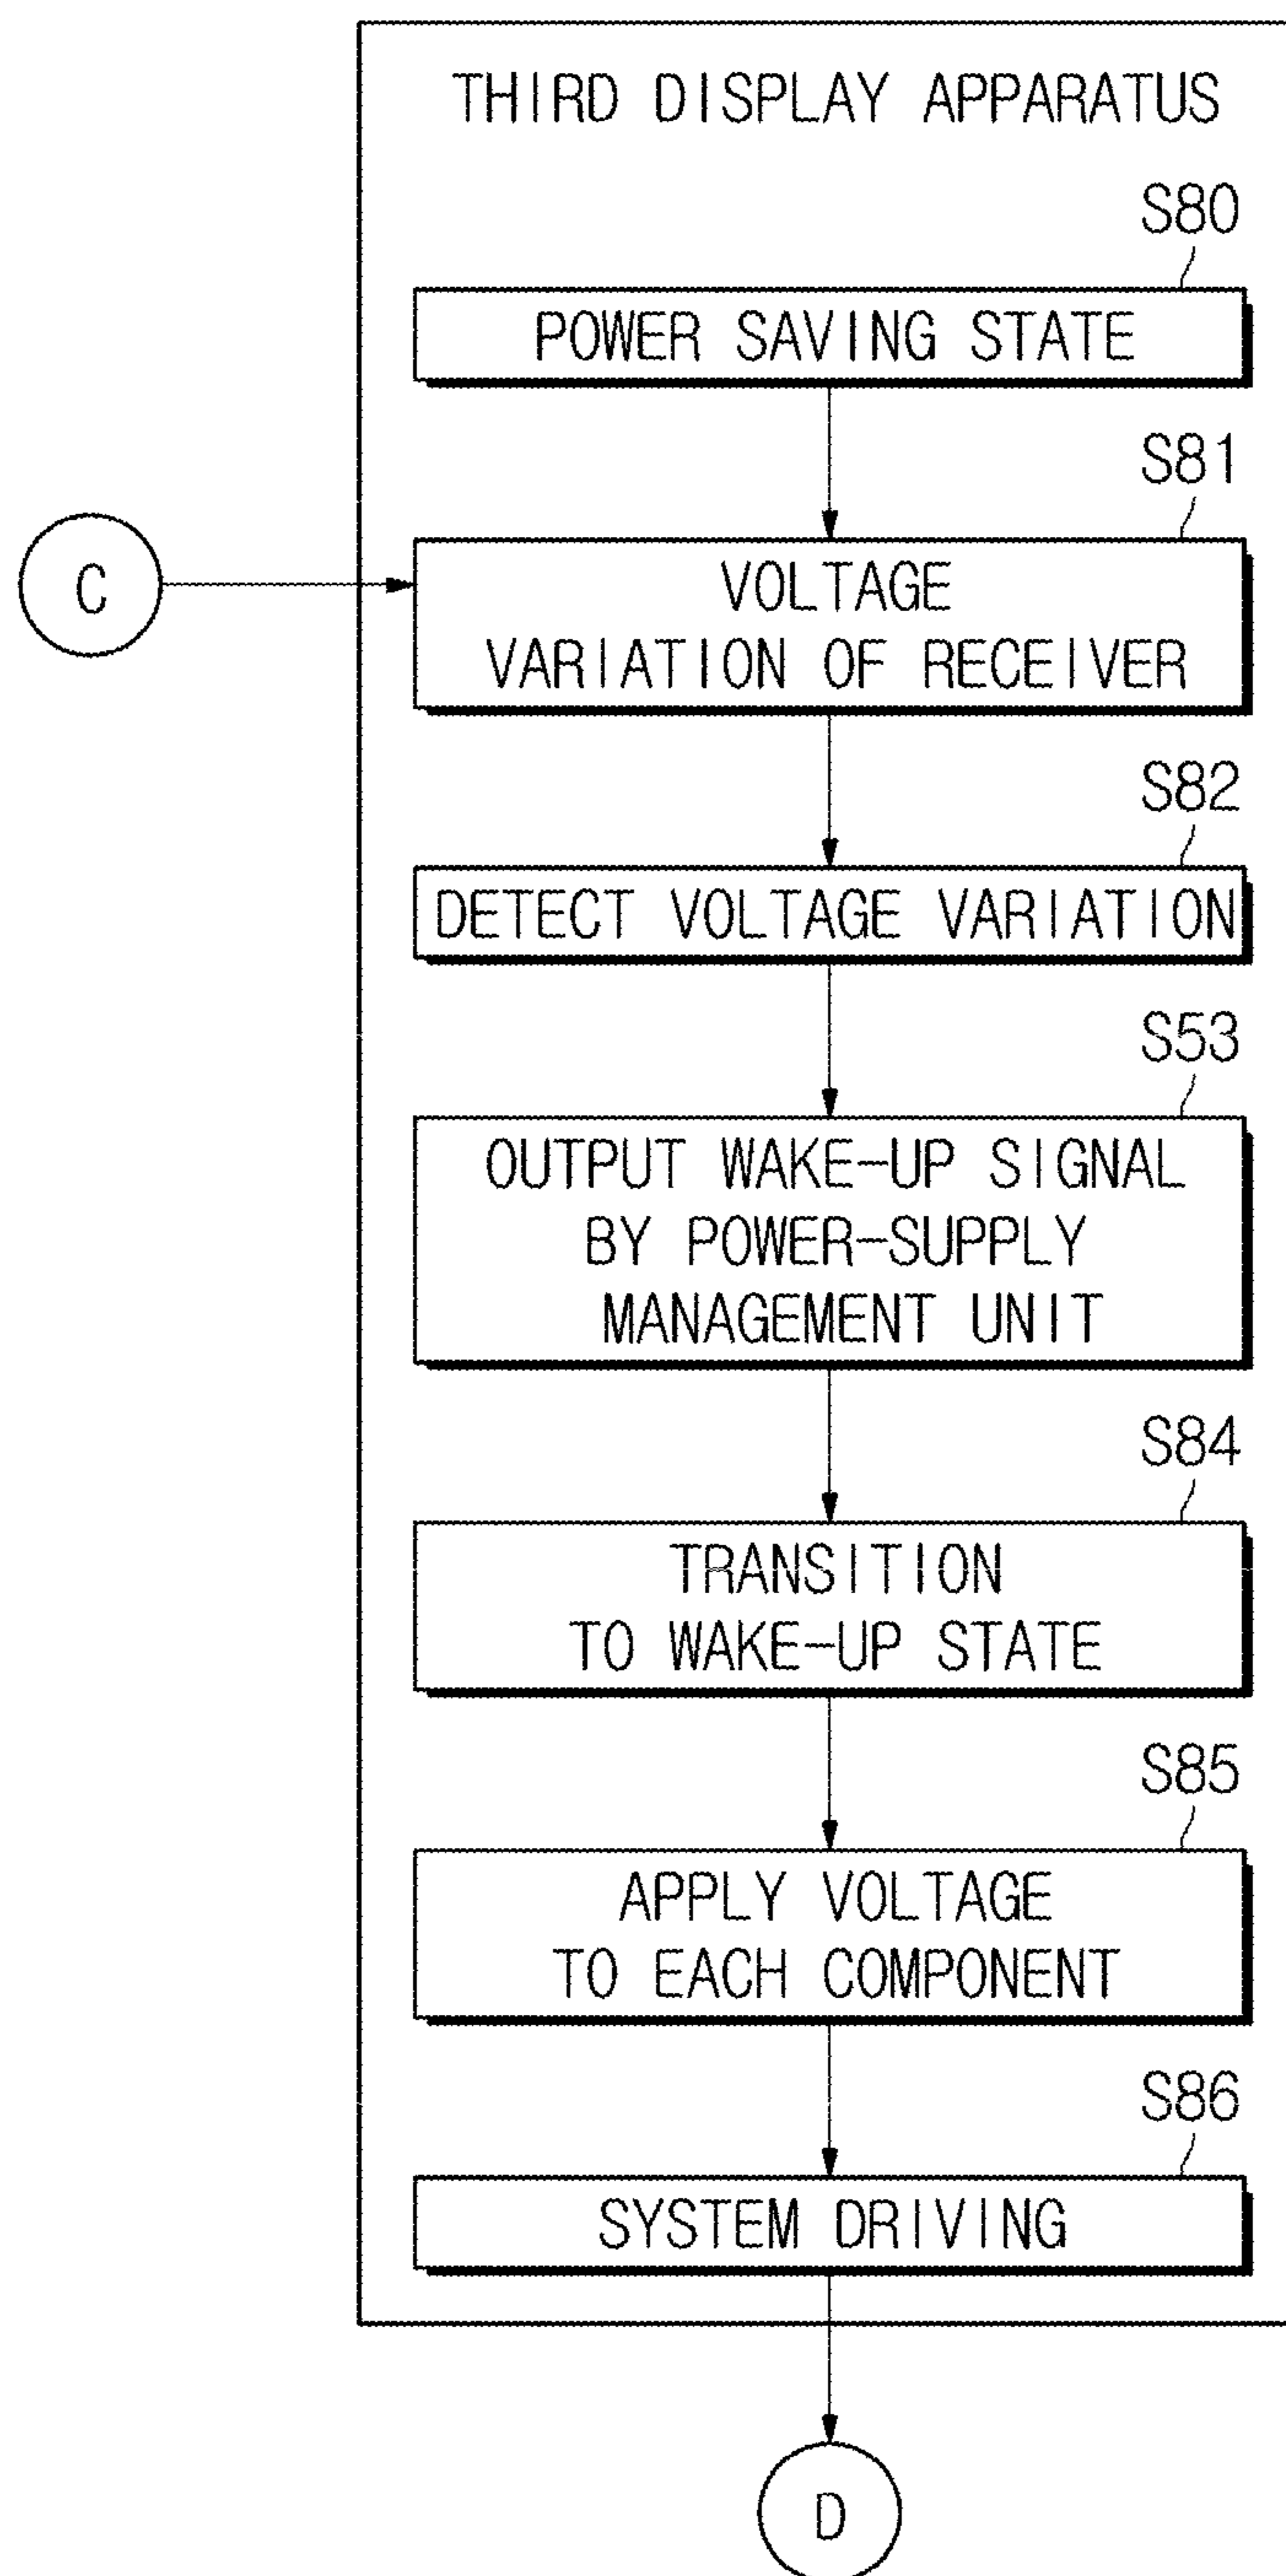 THIRD DISPLAY APPARATUS
S80
POWER SAVING STATE
S81
C
VOLTAGE
VARIATION OF RECEIVER
S82
DETECT VOLTAGE VARIATION
S53
OUTPUT WAKE-UP SIGNAL
BY POWER-SUPPLY
MANAGEMENT UNIT
S84
TRANSITION
TO WAKE-UP STATE
S85
APPLY VOLTAGE
TO EACH COMPONENT
S86
SYSTEM DRIVING
D